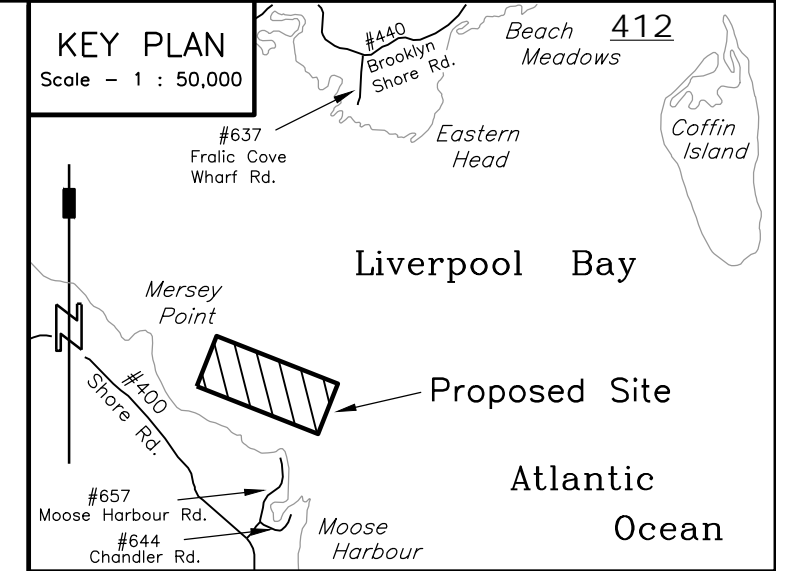 KEY PLAN
Scale - 1 : 50,000
#440
Brooklyn
Shore Rd.
Beach
Meadows
412
#637
Fralic Cove
Wharf Rd.
Eastern
Head
Coffin
Island
Liverpool Bay
Mersey
Point
N
#400
Shore Rd.
Proposed Site
Atlantic
Ocean
#657
Moose Harbour Rd.
#644
Chandler Rd.
Moose
Harbour